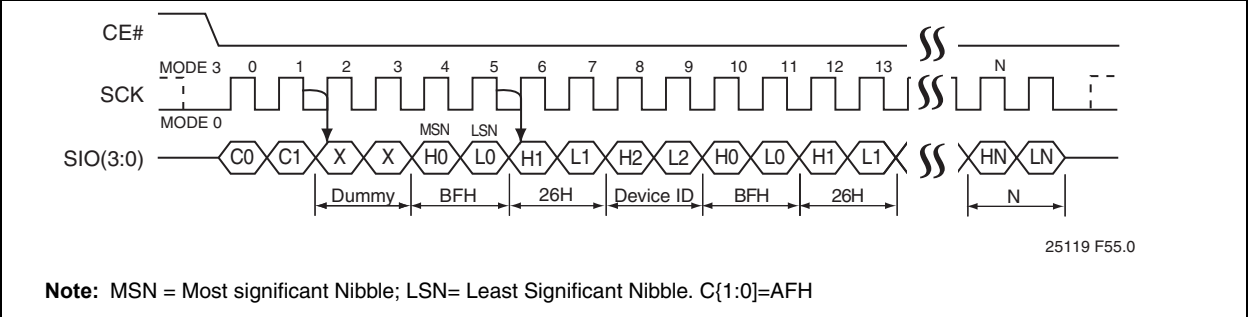 CE#
MODE 3 0 1 2 3 4 5 6 7 8 9 10 11 12 13 N
SCK
MODE 0
MSN LSN
SIO(3:0) C0 C1 X X H0 L0 H1 L1 H2 L2 H0 L0 H1 L1 HN LN
Dummy BFH 26H Device ID BFH 26H N
25119 F55.0
Note: MSN = Most significant Nibble; LSN= Least Significant Nibble. C{1:0]=AFH